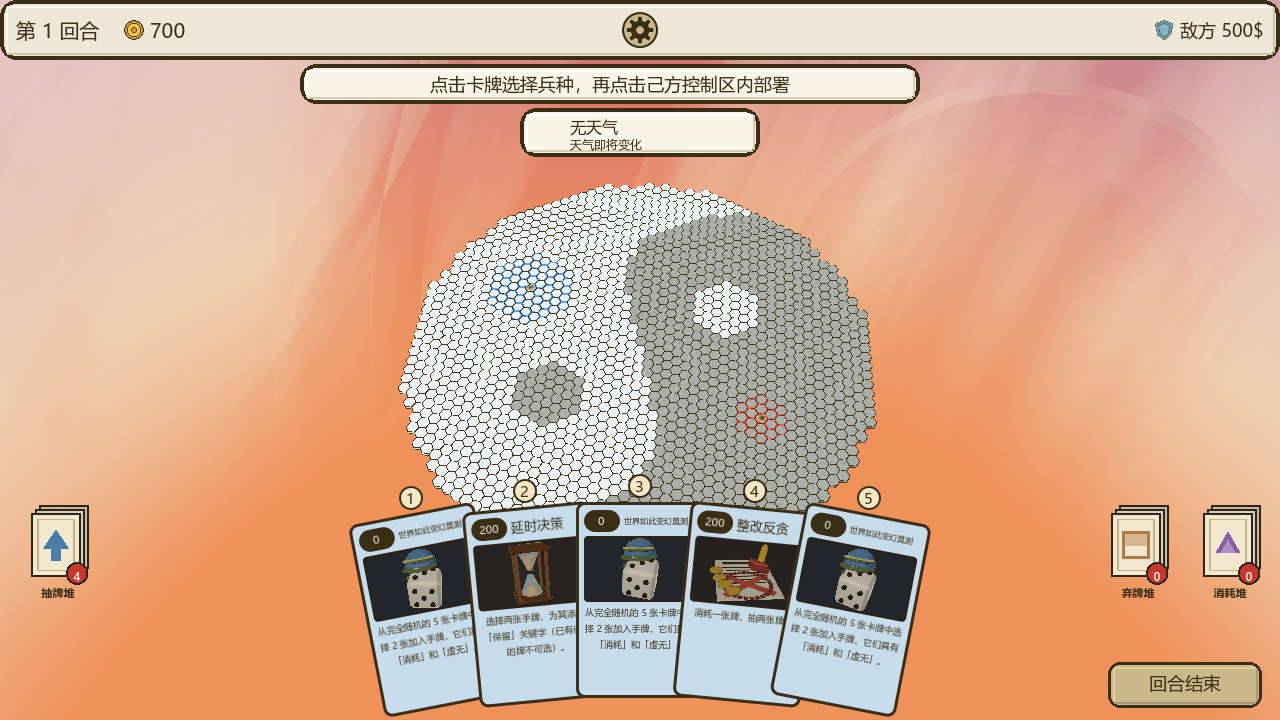 第 1 回合
700
敌方 500$
点击卡牌选择兵种，再点击己方控制区内部署
无天气
天气即将变化
1
2
3
4
5
0
世界如此变幻莫测
从完全随机的 5 张卡牌中
择 2 张加入手牌，它们
「消耗」和「虚无」
200
延时决策
选择两张手牌，为其添
「保留」关键字（已有
的牌不可选）。
0
世界如此变幻莫测
从完全随机的 5 张卡牌
择 2 张加入手牌，它们
「消耗」和「虚无」
200
整改反贪
消耗一张牌，抽两张牌
0
世界如此变幻莫测
从完全随机的 5 张卡牌中选
择 2 张加入手牌，它们具有
「消耗」和「虚无」。
4
抽牌堆
0
弃牌堆
0
消耗堆
回合结束